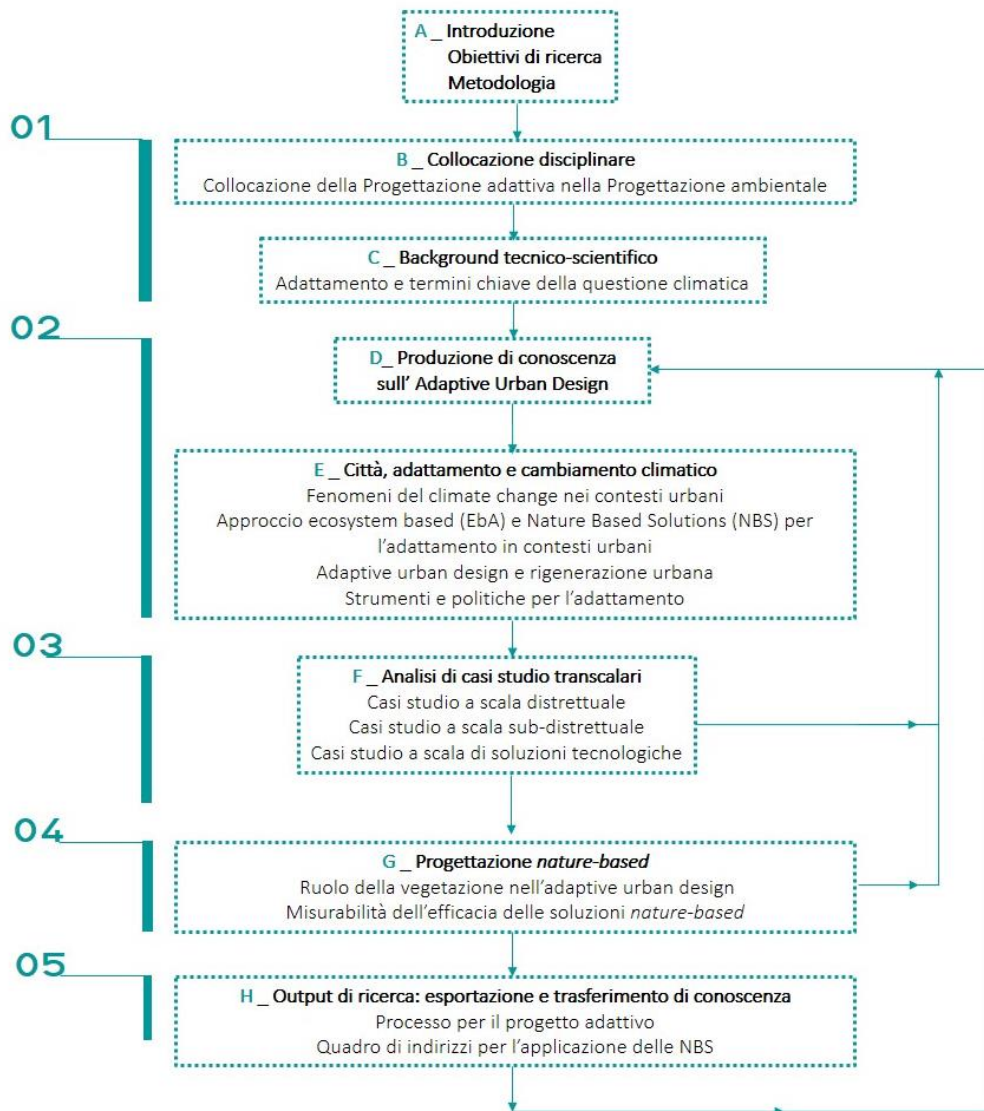 A _ Introduzione
Obiettivi di ricerca
Metodologia
01
B _ Collocazione disciplinare
Collocazione della Progettazione adattiva nella Progettazione ambientale
C _ Background tecnico-scientifico
Adattamento e termini chiave della questione climatica
02
D_ Produzione di conoscenza
sull' Adaptive Urban Design
E _ Città, adattamento e cambiamento climatico
Fenomeni del climate change nei contesti urbani
Approccio ecosystem based (EbA) e Nature Based Solutions (NBS) per
l'adattamento in contesti urbani
Adaptive urban design e rigenerazione urbana
Strumenti e politiche per l'adattamento
03
F _ Analisi di casi studio transcalari
Casi studio a scala distrettuale
Casi studio a scala sub-distrettuale
Casi studio a scala di soluzioni tecnologiche
04
G _ Progettazione nature-based
Ruolo della vegetazione nell'adaptive urban design
Misurabilità dell'efficacia delle soluzioni nature-based
05
H _ Output di ricerca: esportazione e trasferimento di conoscenza
Processo per il progetto adattivo
Quadro di indirizzi per l'applicazione delle NBS